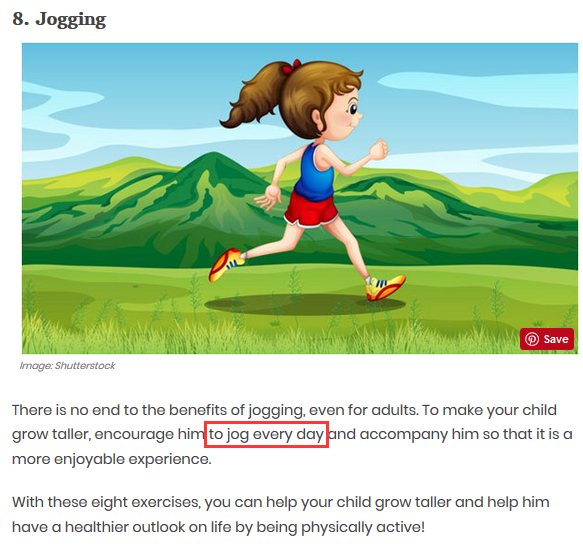 8. Jogging
Save
Image: Shutterstock
There is no end to the benefits of jogging, even for adults. To make your child
grow taller, encourage him to jog every day and accompany him so that it is a
more enjoyable experience.
With these eight exercises, you can help your child grow taller and help him
have a healthier outlook on life by being physically active!